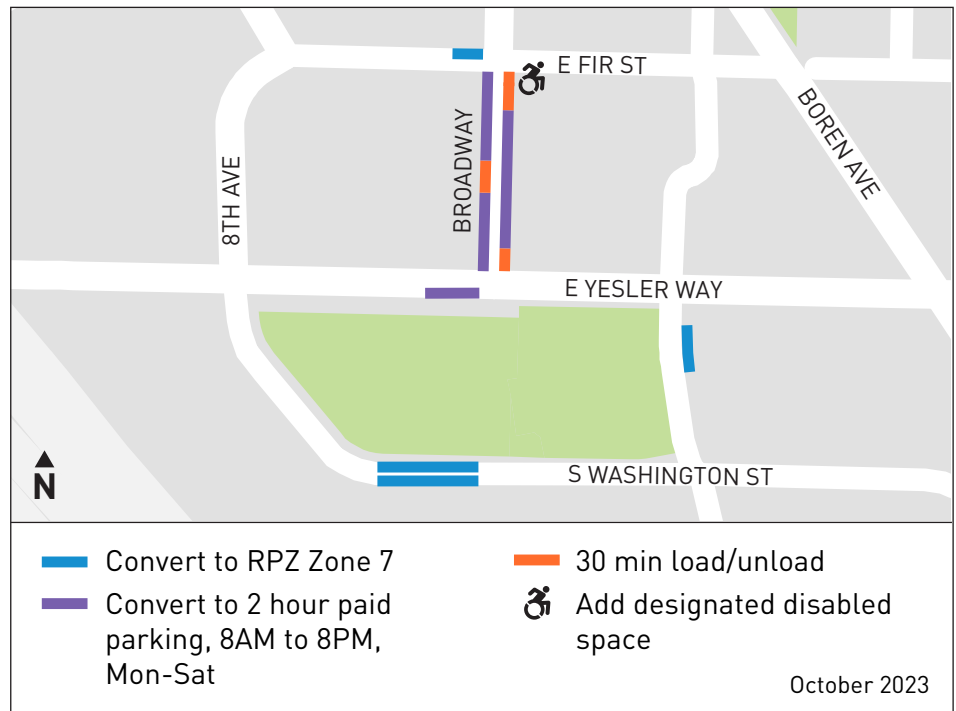 E FIR ST
BOREN AVE
BROADWAY
8TH AVE
E YESLER WAY
N
S WASHINGTON ST
Convert to RPZ Zone 7
Convert to 2 hour paid
parking, 8AM to 8PM,
Mon-Sat
30 min load/unload
Add designated disabled
space
October 2023